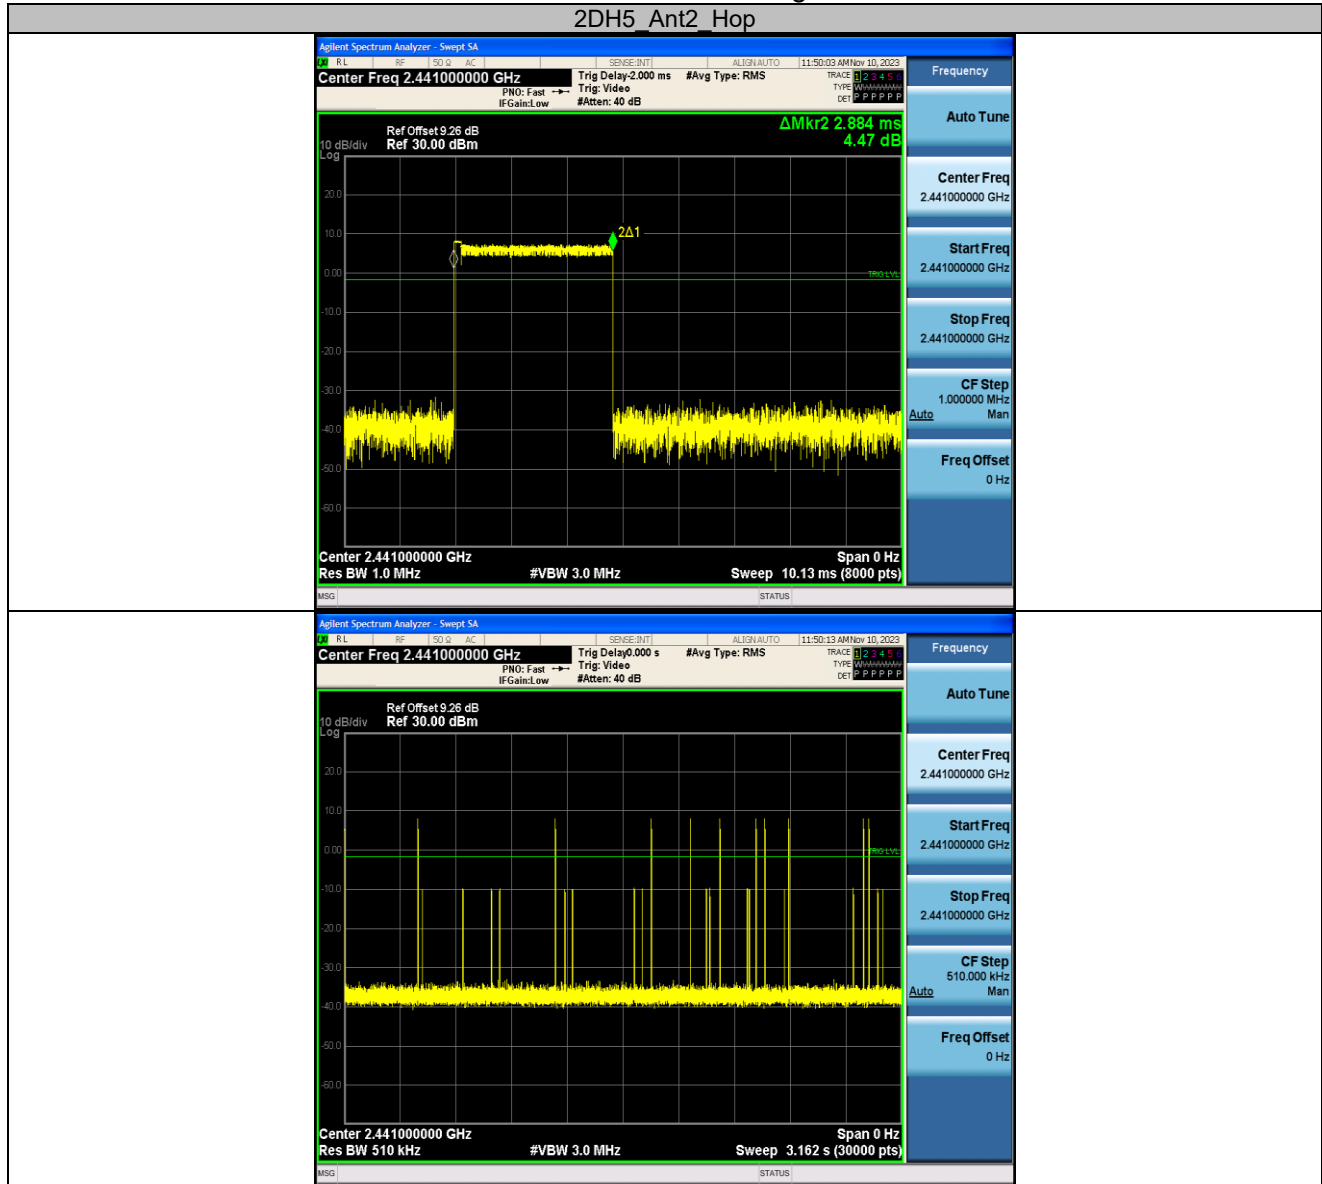 2DH5_Ant2_Hop
Agilent Spectrum Analyzer - Swept SA
RL RF 50 Ω AC SENSE:INT ALIGNAUTO 11:50:03 AM Nov 10, 2023
Center Freq 2.441000000 GHz
PNO: Fast
IFGain:Low
Trig Delay-2.000 ms
Trig: Video
#Atten: 40 dB
#Avg Type: RMS
TRACE 1 2 3 4 5 6
TYPE
DET P P P P P P
ΔMkr2 2.884 ms
4.47 dB
Ref Offset 9.26 dB
10 dB/div Ref 30.00 dBm
Log
20.0
10.0
2Δ1
0.00
TRIG LVL
-10.0
-20.0
-30.0
-40.0
-50.0
-60.0
Center 2.441000000 GHz Span 0 Hz
Res BW 1.0 MHz #VBW 3.0 MHz Sweep 10.13 ms (8000 pts)
MSG STATUS
Frequency
Auto Tune
Center Freq
2.441000000 GHz
Start Freq
2.441000000 GHz
Stop Freq
2.441000000 GHz
CF Step
1.000000 MHz
Auto Man
Freq Offset
0 Hz
Agilent Spectrum Analyzer - Swept SA
RL RF 50 Ω AC SENSE:INT ALIGNAUTO 11:50:13 AM Nov 10, 2023
Center Freq 2.441000000 GHz
PNO: Fast
IFGain:Low
Trig Delay0.000 s
Trig: Video
#Atten: 40 dB
#Avg Type: RMS
TRACE 1 2 3 4 5 6
TYPE
DET P P P P P P
Ref Offset 9.26 dB
10 dB/div Ref 30.00 dBm
Log
20.0
10.0
0.00
TRIG LVL
-10.0
-20.0
-30.0
-40.0
-50.0
-60.0
Center 2.441000000 GHz Span 0 Hz
Res BW 510 kHz #VBW 3.0 MHz Sweep 3.162 s (30000 pts)
MSG STATUS
Frequency
Auto Tune
Center Freq
2.441000000 GHz
Start Freq
2.441000000 GHz
Stop Freq
2.441000000 GHz
CF Step
510.000 kHz
Auto Man
Freq Offset
0 Hz